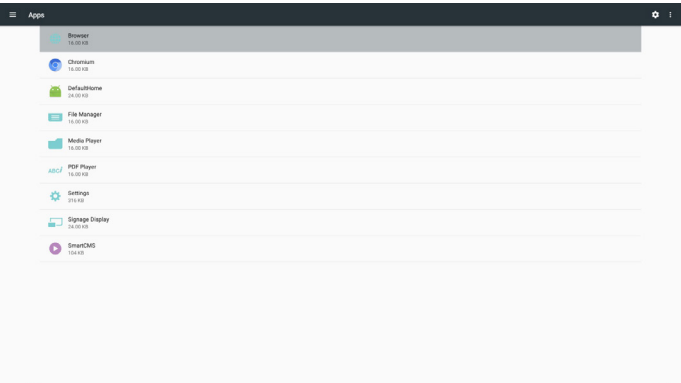 Apps
Browser
16.00 KB
Chromium
16.00 KB
DefaultHome
24.00 KB
File Manager
16.00 KB
Media Player
16.00 KB
ABC/
PDF Player
16.00 KB
Settings
316 KB
Signage Display
24.00 KB
SmartCMS
104 KB